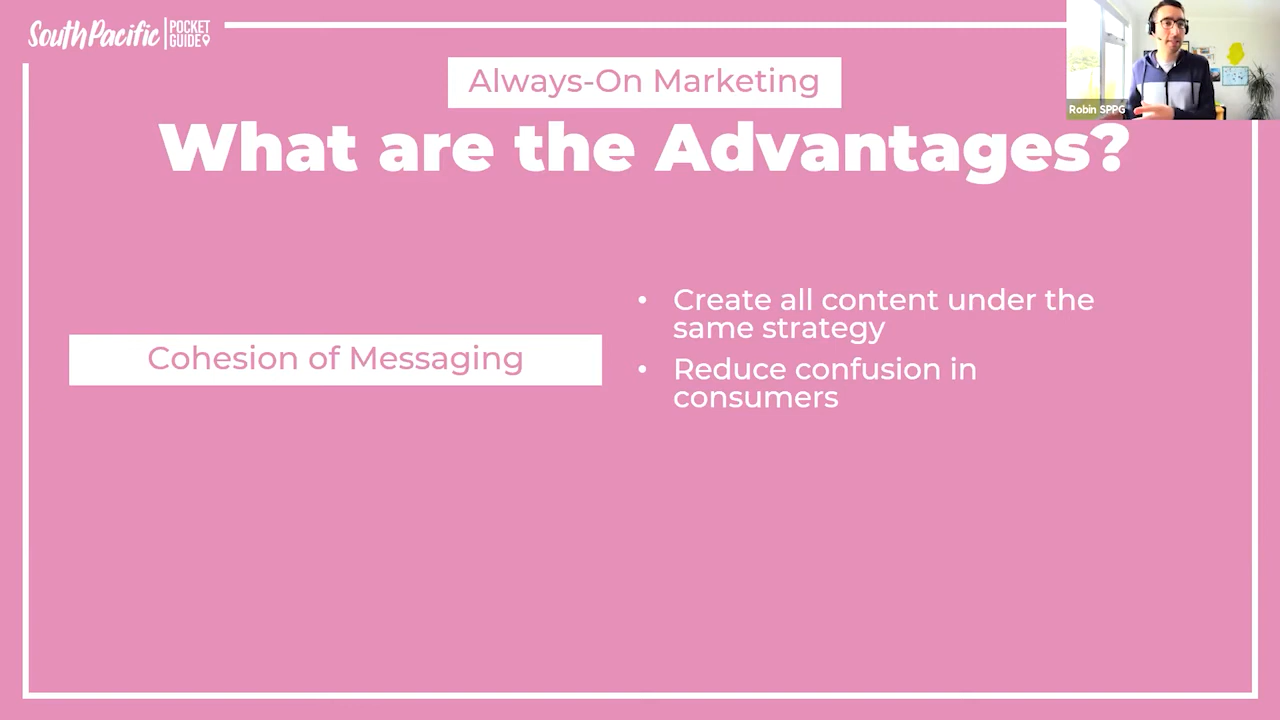 South Pacific POCKET
GUIDE
Always-On Marketing
Robin SPPG
What are the Advantages?
Cohesion of Messaging
• Create all content under the
same strategy
• Reduce confusion in
consumers